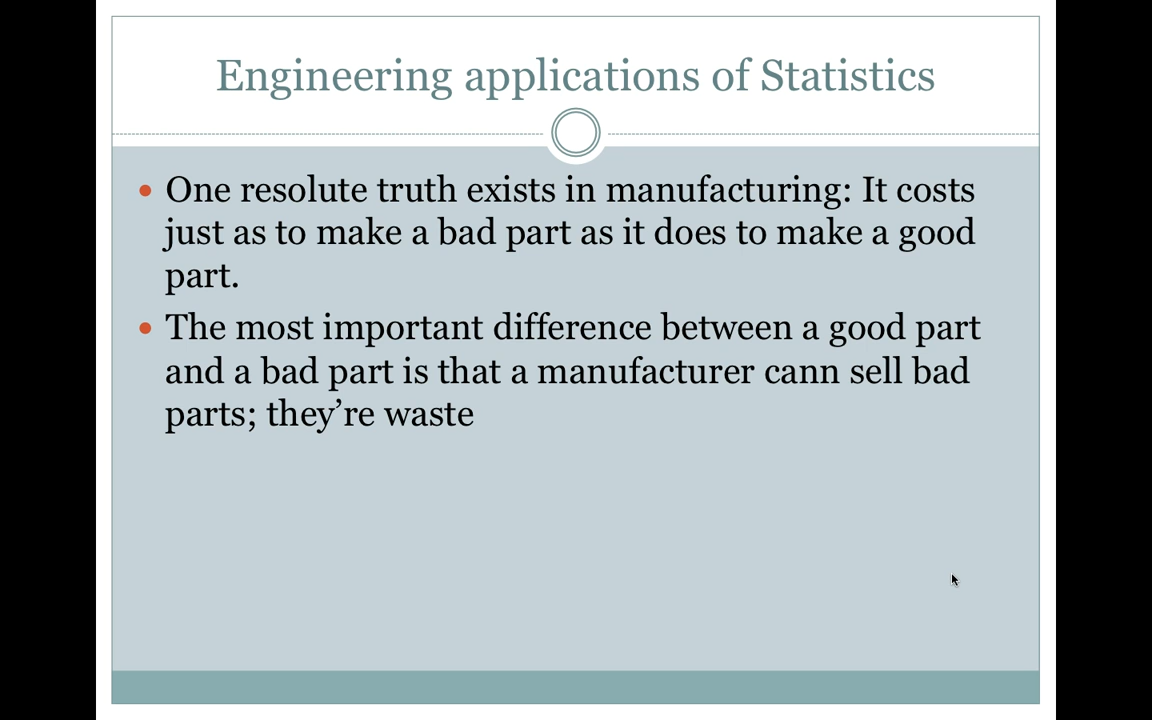 Engineering applications of Statistics
• One resolute truth exists in manufacturing: It costs
just as to make a bad part as it does to make a good
part.
• The most important difference between a good part
and a bad part is that a manufacturer cann sell bad
parts; they’re waste